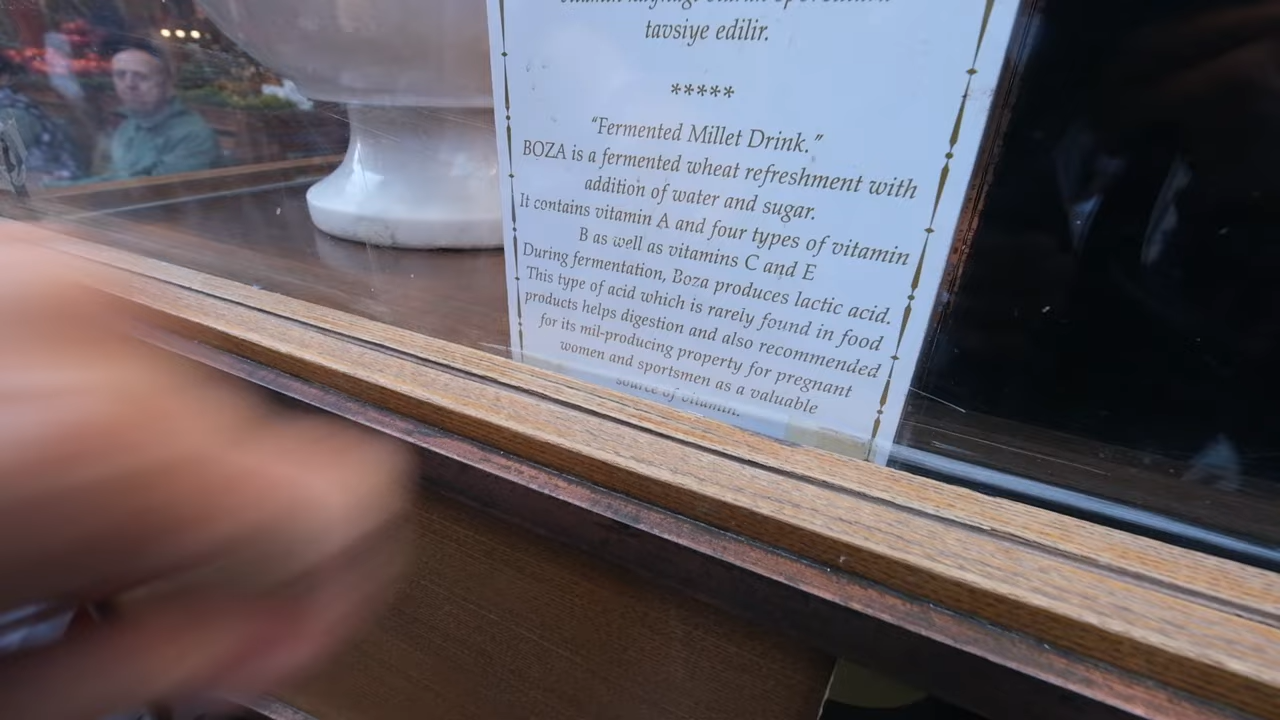 tavsiye edilir.
*****
“Fermented Millet Drink.”
BOZA is a fermented wheat refreshment with
addition of water and sugar.
It contains vitamin A and four types of vitamin
B as well as vitamins C and E
During fermentation, Boza produces lactic acid.
This type of acid which is rarely found in food
products helps digestion and also recommended
for its mil-producing property for pregnant
women and sportsmen as a valuable
source of vitamin.